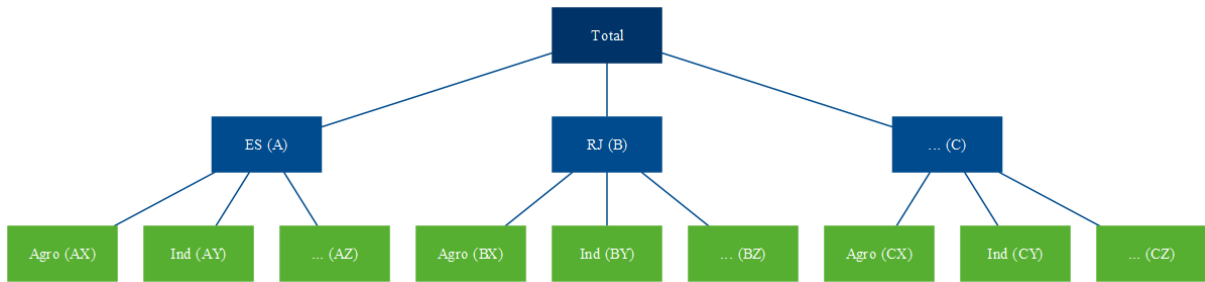 Total
ES (A)
RJ (B)
... (C)
Agro (AX)
Ind (AY)
... (AZ)
Agro (BX)
Ind (BY)
... (BZ)
Agro (CX)
Ind (CY)
... (CZ)